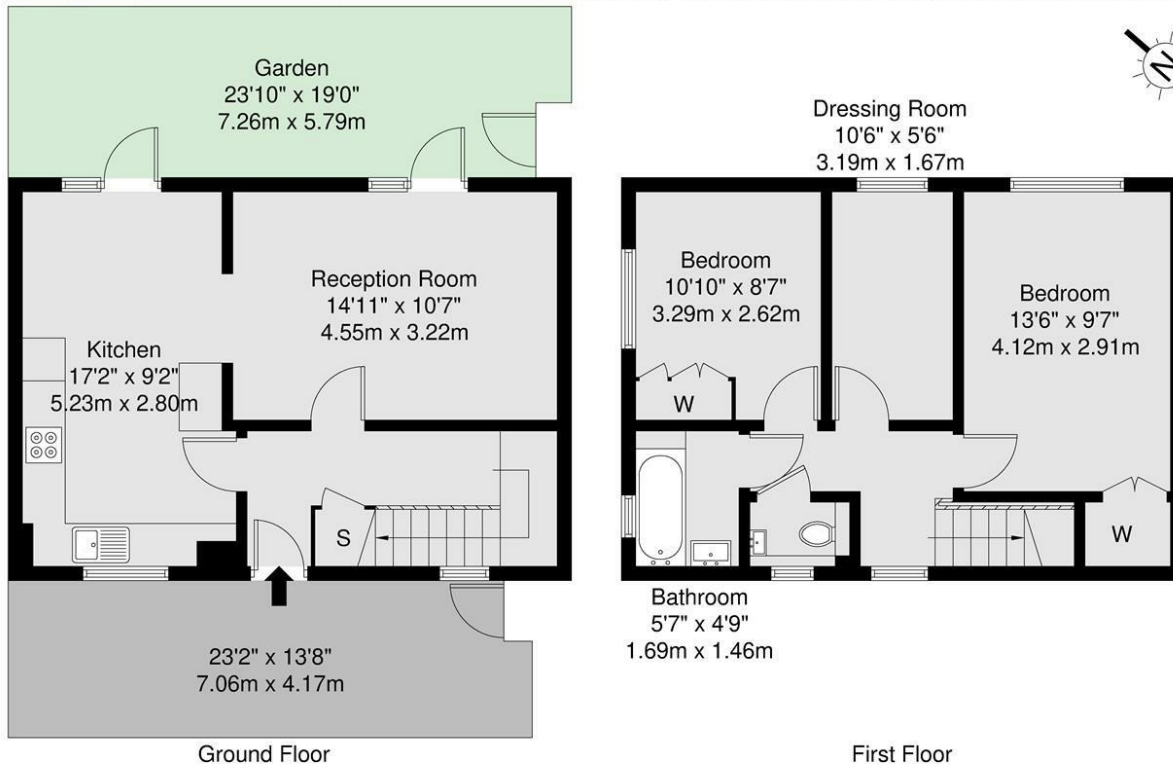 Garden
23'10" x 19'0"
7.26m x 5.79m
N
Dressing Room
10'6" x 5'6"
3.19m x 1.67m
Reception Room
14'11" x 10'7"
4.55m x 3.22m
Kitchen
17'2" x 9'2"
5.23m x 2.80m
S
23'2" x 13'8"
7.06m x 4.17m
Ground Floor
Bedroom
10'10" x 8'7"
3.29m x 2.62m
W
Bedroom
13'6" x 9'7"
4.12m x 2.91m
W
Bathroom
5'7" x 4'9"
1.69m x 1.46m
First Floor